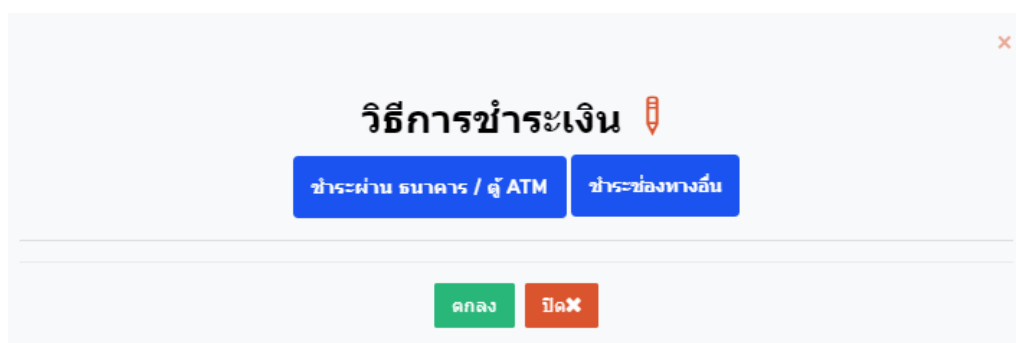 วิธีการชำระเงิน
ชำระผ่าน ธนาคาร / ตู้ ATM ชำระช่องทางอื่น
ตกลง ปิด✖